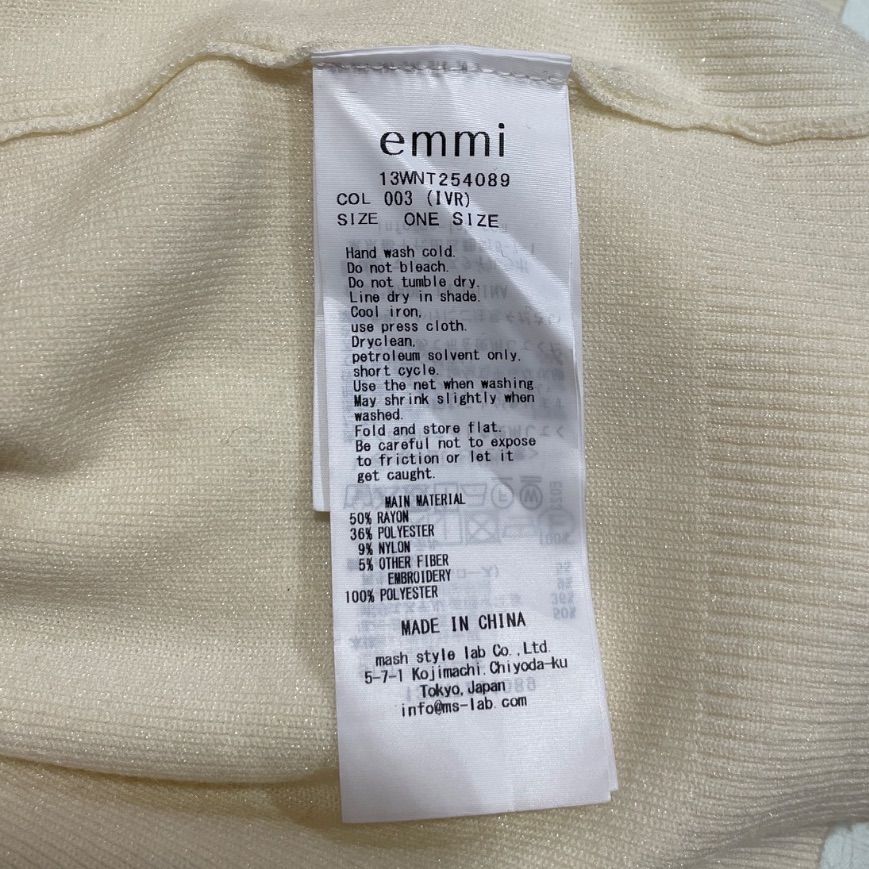 emmi
13WNT254089
COL 003 (IVR)
SIZE ONE SIZE
Hand wash cold.
Do not bleach.
Do not tumble dry.
Line dry in shade.
Cool iron,
use press cloth.
Dryclean,
petroleum solvent only,
short cycle.
Use the net when washing
May shrink slightly when
washed.
Fold and store flat.
Be careful not to expose
to friction or let it
get caught.
MAIN MATERIAL
50% RAYON
36% POLYESTER
9% NYLON
5% OTHER FIBER
EMBROIDERY
100% POLYESTER
MADE IN CHINA
mash style lab Co.,Ltd.
5-7-1 Kojimachi.Chiyoda-ku
Tokyo,Japan
info@ms-lab.com